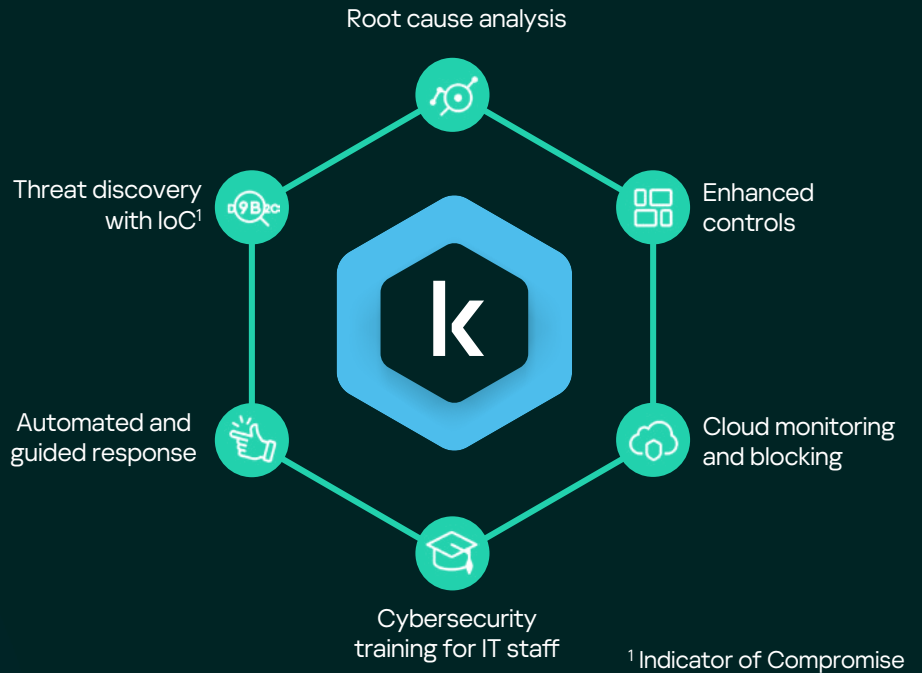 Root cause analysis
Threat discovery
with IoC¹
D9B2C
Enhanced
controls
k
Automated and
guided response
Cloud monitoring
and blocking
Cybersecurity
training for IT staff
¹ Indicator of Compromise